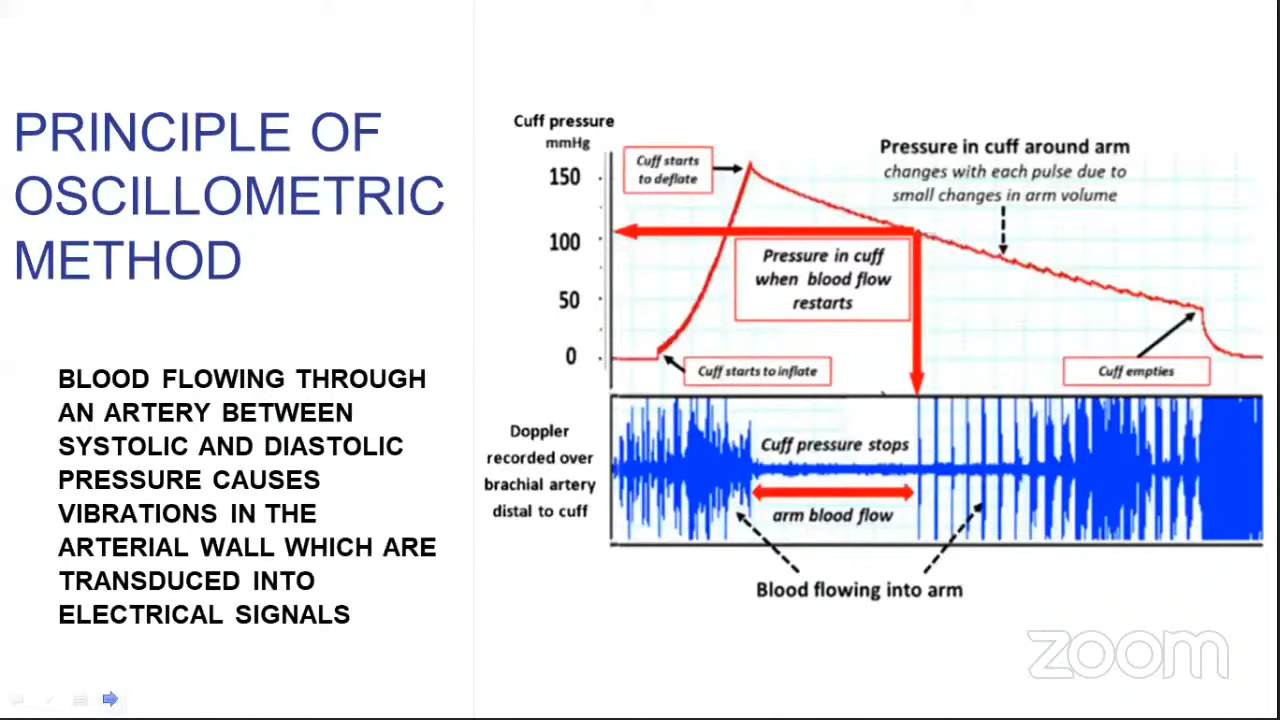 PRINCIPLE OF
OSCILLOMETRIC
METHOD
BLOOD FLOWING THROUGH
AN ARTERY BETWEEN
SYSTOLIC AND DIASTOLIC
PRESSURE CAUSES
VIBRATIONS IN THE
ARTERIAL WALL WHICH ARE
TRANSDUCED INTO
ELECTRICAL SIGNALS
Cuff pressure
mmHg
150
100
50
0
Cuff starts
to deflate
Pressure in cuff around arm
changes with each pulse due to
small changes in arm volume
Pressure in cuff
when blood flow
restarts
Cuff starts to inflate
Cuff empties
Doppler
recorded over
brachial artery
distal to cuff
Cuff pressure stops
arm blood flow
Blood flowing into arm
zoom